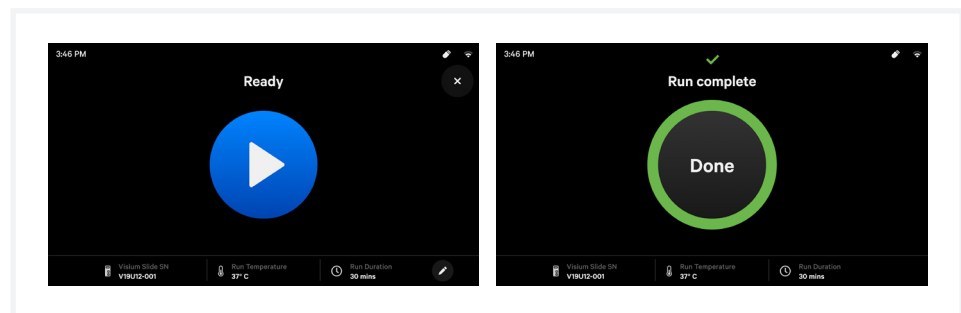 3:46 PM
Ready
Visium Slide SN
V19U12-001
Run Temperature
37° C
Run Duration
30 mins
3:46 PM
Run complete
Done
Visium Slide SN
V19U12-001
Run Temperature
37° C
Run Duration
30 mins